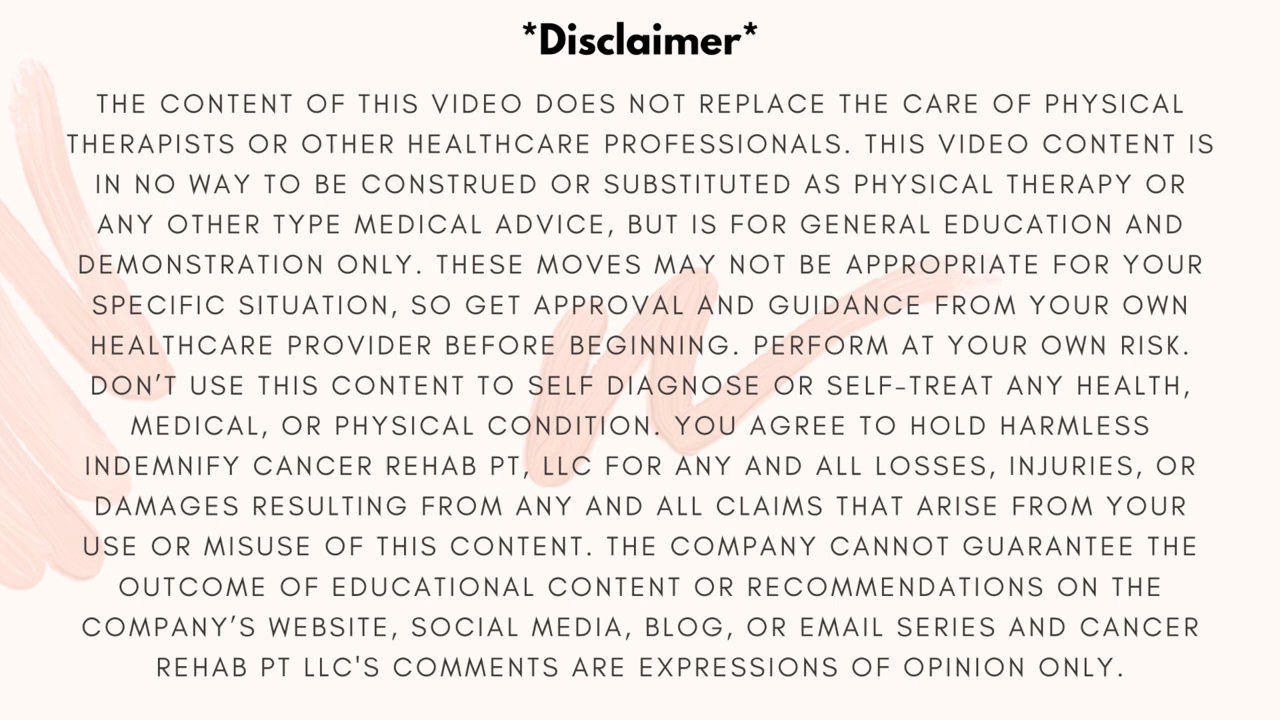 *Disclaimer*
THE CONTENT OF THIS VIDEO DOES NOT REPLACE THE CARE OF PHYSICAL
THERAPISTS OR OTHER HEALTHCARE PROFESSIONALS. THIS VIDEO CONTENT IS
IN NO WAY TO BE CONSTRUED OR SUBSTITUTED AS PHYSICAL THERAPY OR
ANY OTHER TYPE MEDICAL ADVICE, BUT IS FOR GENERAL EDUCATION AND
DEMONSTRATION ONLY. THESE MOVES MAY NOT BE APPROPRIATE FOR YOUR
SPECIFIC SITUATION, SO GET APPROVAL AND GUIDANCE FROM YOUR OWN
HEALTHCARE PROVIDER BEFORE BEGINNING. PERFORM AT YOUR OWN RISK.
DON’T USE THIS CONTENT TO SELF DIAGNOSE OR SELF-TREAT ANY HEALTH,
MEDICAL, OR PHYSICAL CONDITION. YOU AGREE TO HOLD HARMLESS
INDEMNIFY CANCER REHAB PT, LLC FOR ANY AND ALL LOSSES, INJURIES, OR
DAMAGES RESULTING FROM ANY AND ALL CLAIMS THAT ARISE FROM YOUR
USE OR MISUSE OF THIS CONTENT. THE COMPANY CANNOT GUARANTEE THE
OUTCOME OF EDUCATIONAL CONTENT OR RECOMMENDATIONS ON THE
COMPANY’S WEBSITE, SOCIAL MEDIA, BLOG, OR EMAIL SERIES AND CANCER
REHAB PT LLC'S COMMENTS ARE EXPRESSIONS OF OPINION ONLY.